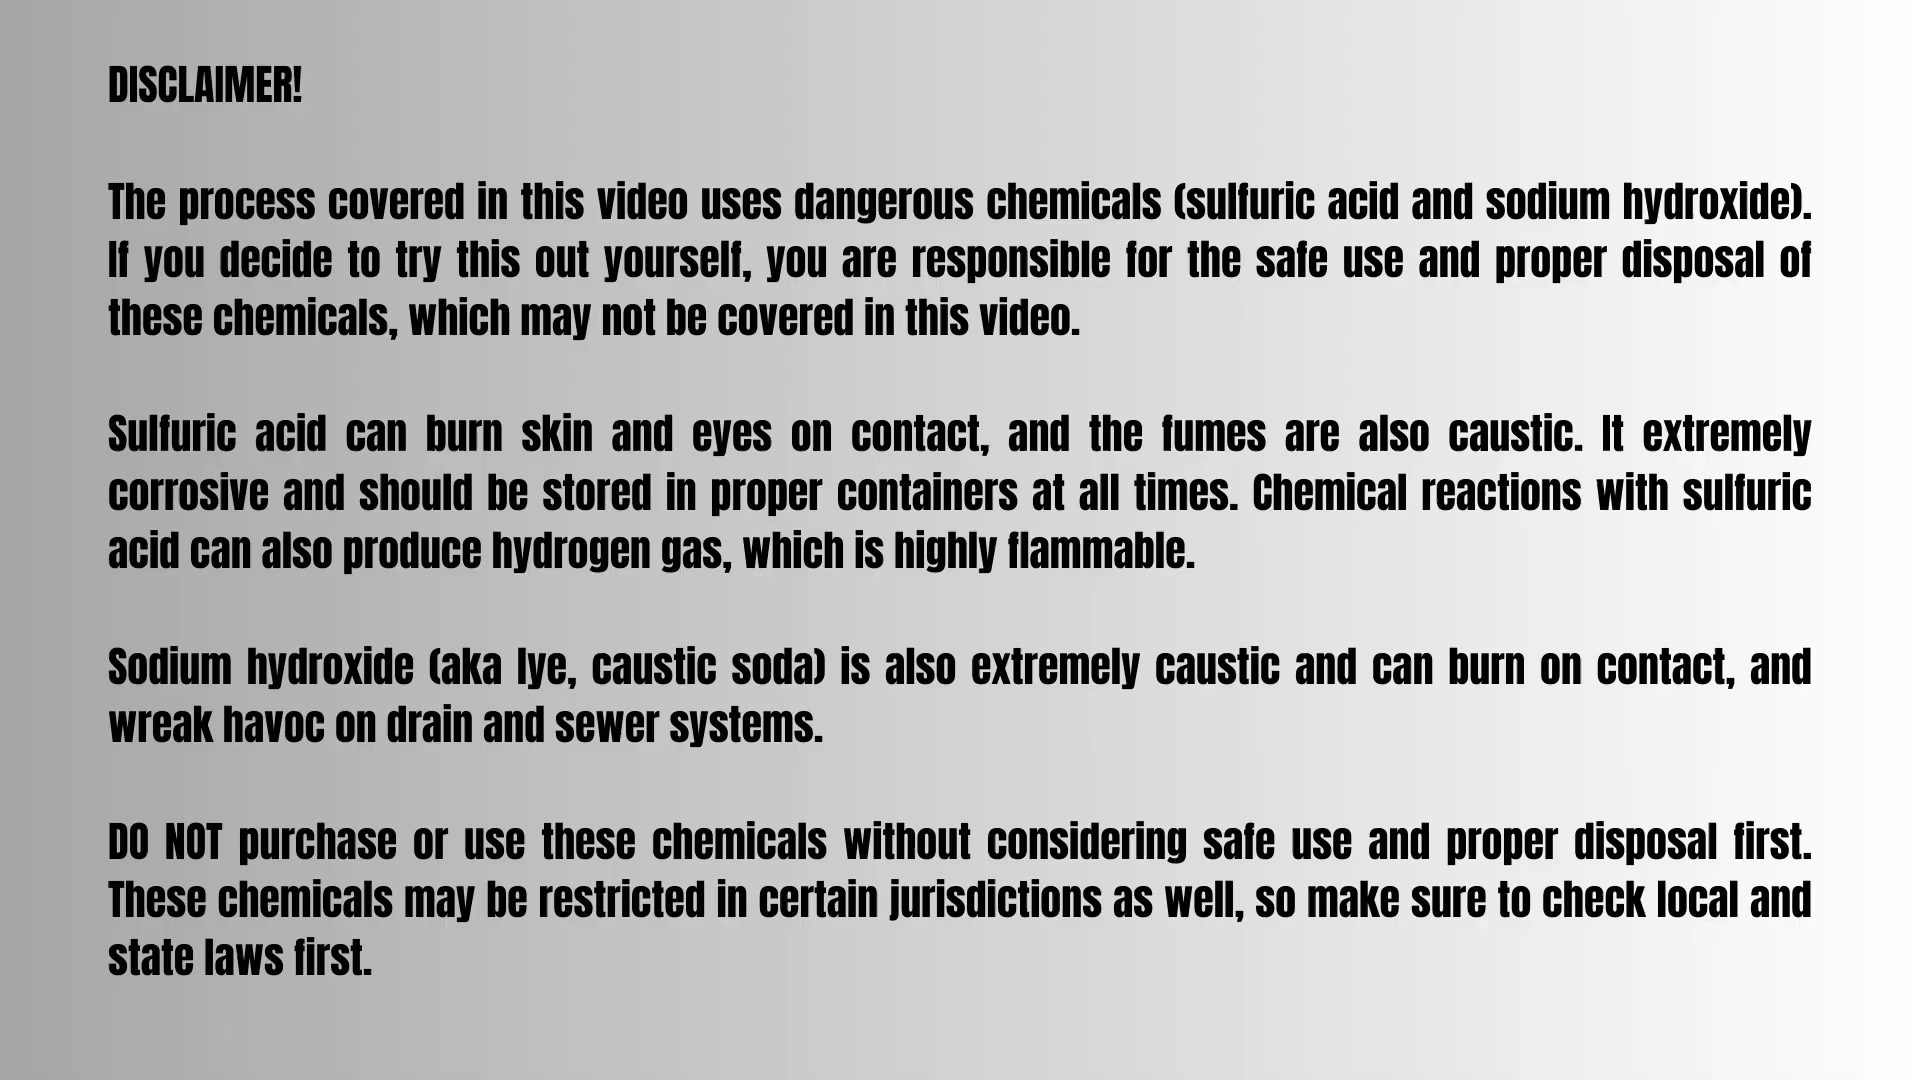 DISCLAIMER!
The process covered in this video uses dangerous chemicals (sulfuric acid and sodium hydroxide).
If you decide to try this out yourself, you are responsible for the safe use and proper disposal of
these chemicals, which may not be covered in this video.
Sulfuric acid can burn skin and eyes on contact, and the fumes are also caustic. It extremely
corrosive and should be stored in proper containers at all times. Chemical reactions with sulfuric
acid can also produce hydrogen gas, which is highly flammable.
Sodium hydroxide (aka lye, caustic soda) is also extremely caustic and can burn on contact, and
wreak havoc on drain and sewer systems.
DO NOT purchase or use these chemicals without considering safe use and proper disposal first.
These chemicals may be restricted in certain jurisdictions as well, so make sure to check local and
state laws first.